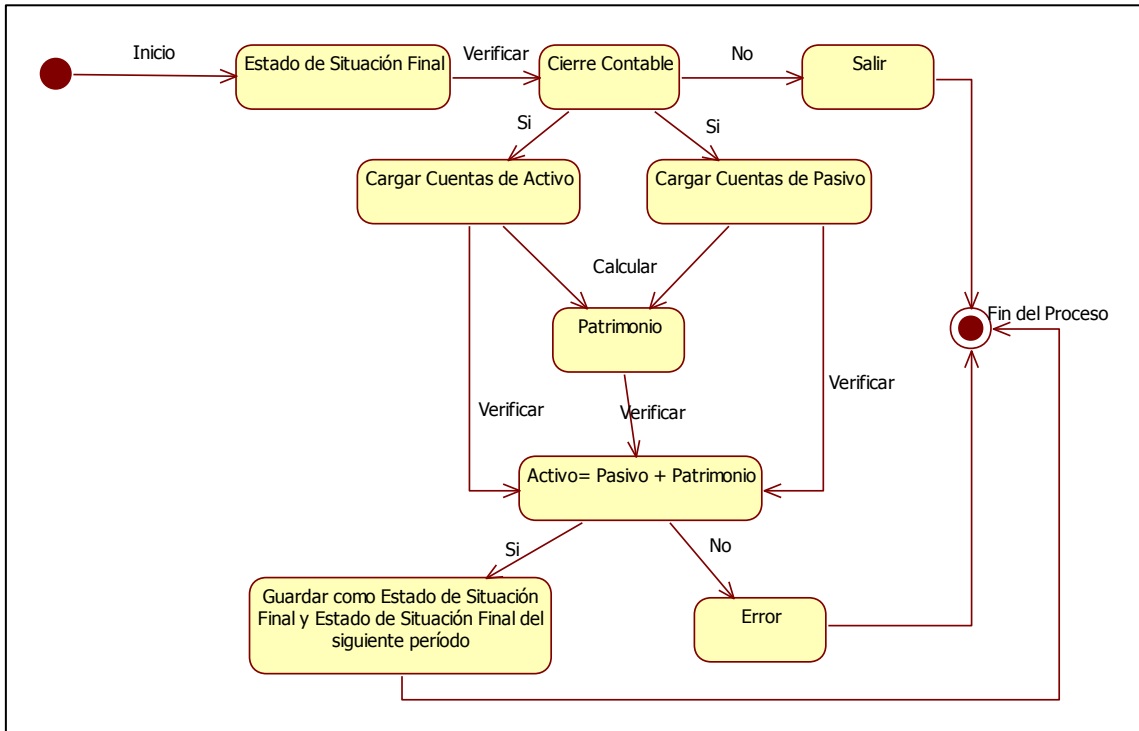 Inicio
Estado de Situación Final
Verificar
Cierre Contable
No
Salir
Si
Si
Cargar Cuentas de Activo
Cargar Cuentas de Pasivo
Calcular
Patrimonio
Fin del Proceso
Verificar
Verificar
Verificar
Activo= Pasivo + Patrimonio
Si
No
Guardar como Estado de Situación
Final y Estado de Situación Final del
siguiente período
Error